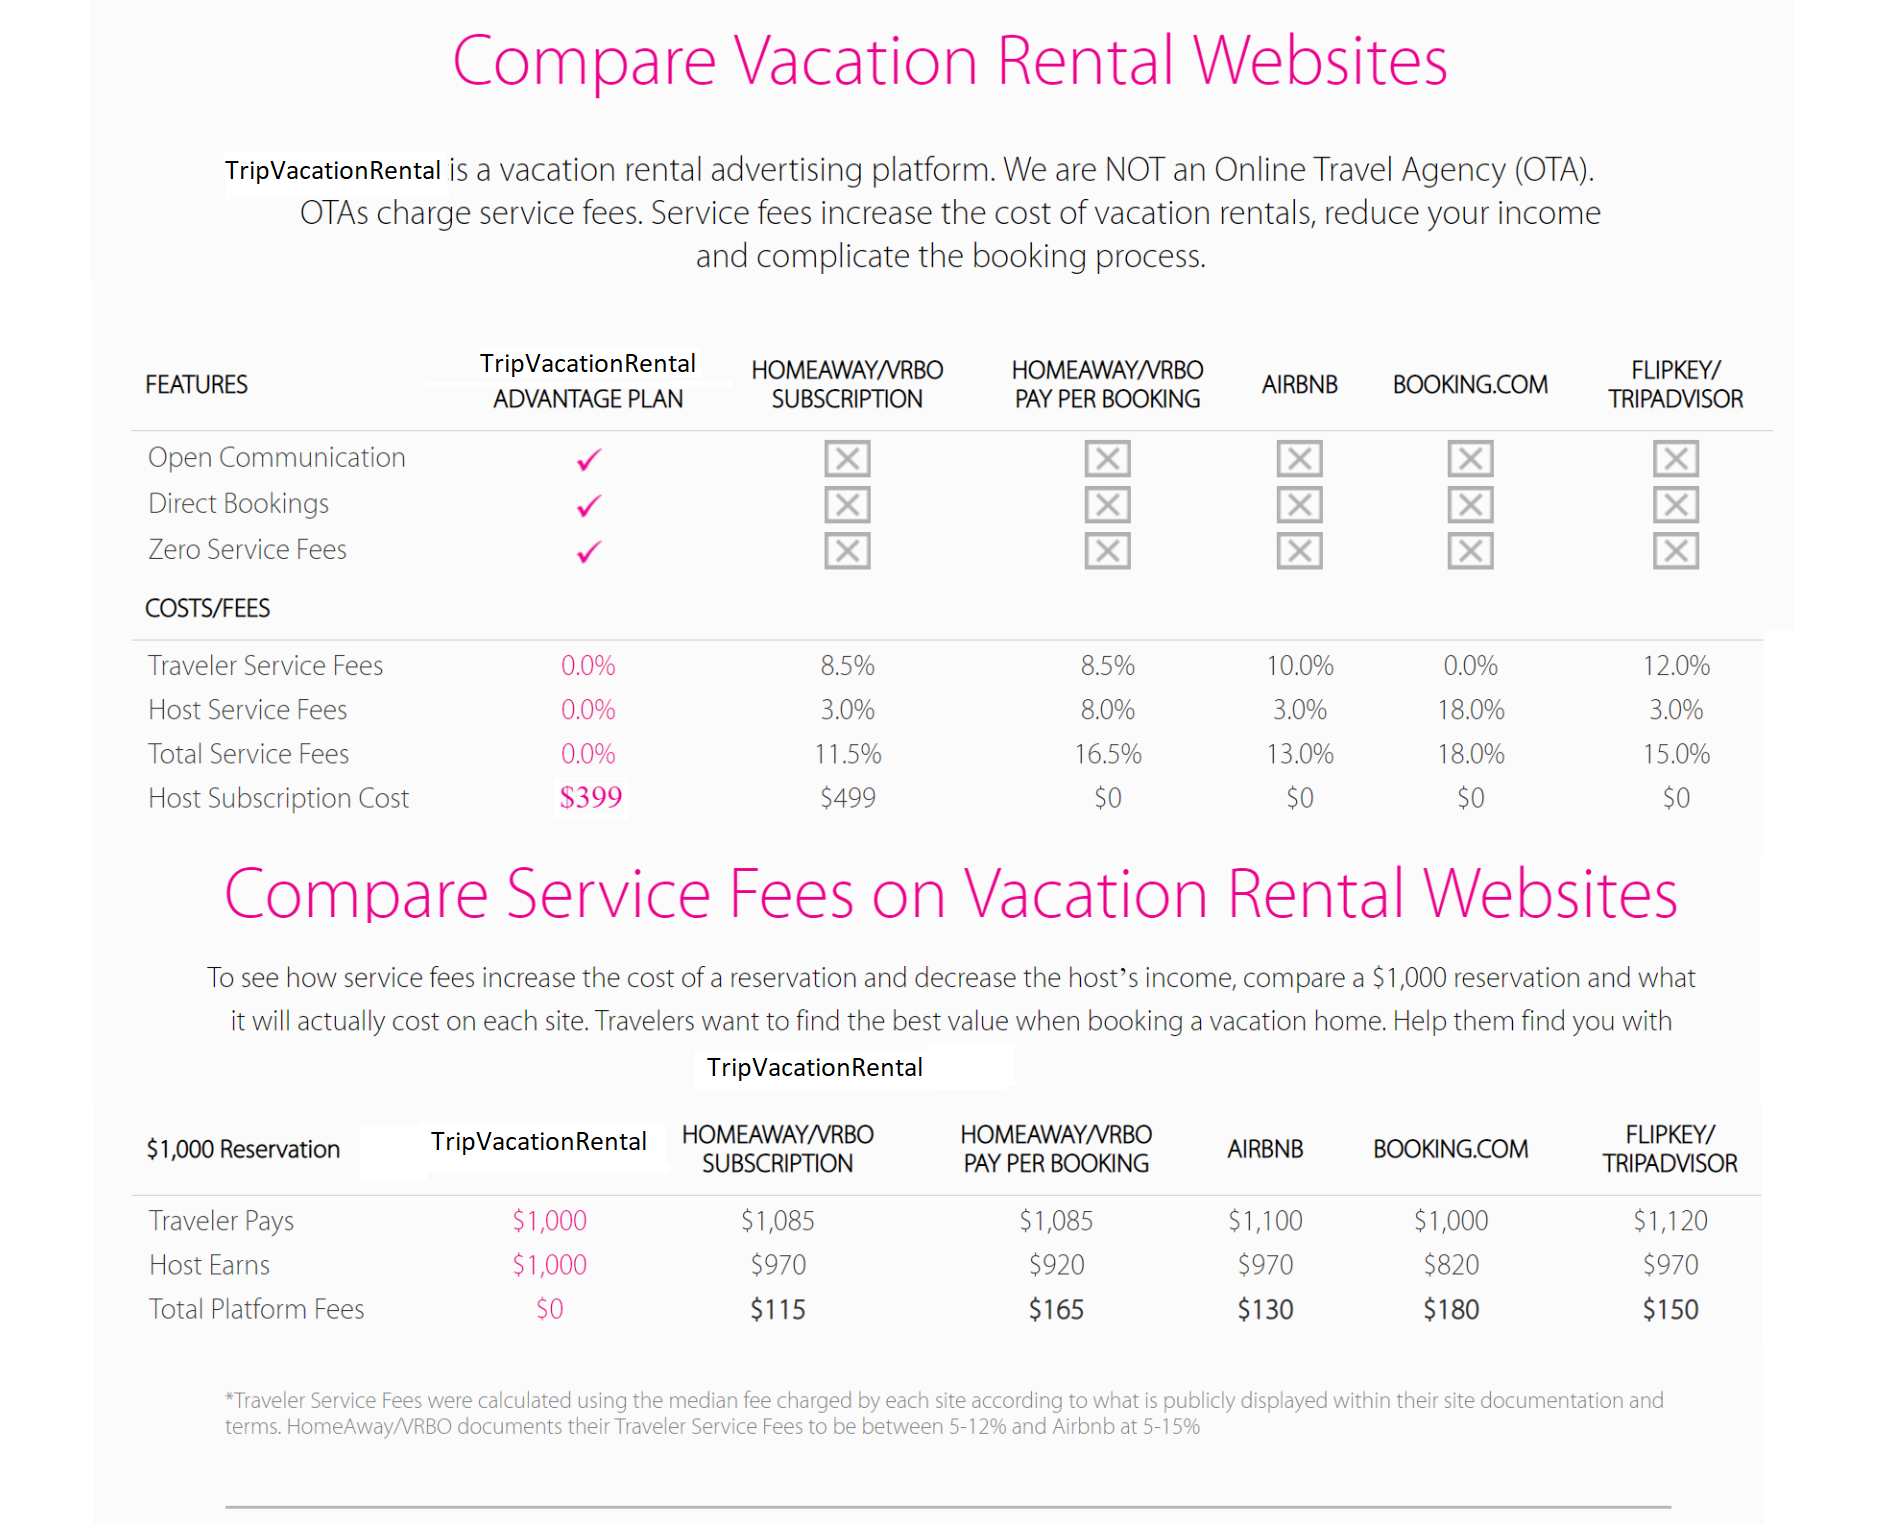 Compare Vacation Rental Websites
TripVacationRental is a vacation rental advertising platform. We are NOT an Online Travel Agency (OTA).
OTAs charge service fees. Service fees increase the cost of vacation rentals, reduce your income
and complicate the booking process.
FEATURES TripVacationRental ADVANTAGE PLAN HOMEAWAY/VRBO SUBSCRIPTION HOMEAWAY/VRBO PAY PER BOOKING AIRBNB BOOKING.COM FLIPKEY/ TRIPADVISOR
Open Communication
Direct Bookings
Zero Service Fees
COSTS/FEES
Traveler Service Fees 0.0% 8.5% 8.5% 10.0% 0.0% 12.0%
Host Service Fees 0.0% 3.0% 8.0% 3.0% 18.0% 3.0%
Total Service Fees 0.0% 11.5% 16.5% 13.0% 18.0% 15.0%
Host Subscription Cost $399 $499 $0 $0 $0 $0
Compare Service Fees on Vacation Rental Websites
To see how service fees increase the cost of a reservation and decrease the host's income, compare a $1,000 reservation and what
it will actually cost on each site. Travelers want to find the best value when booking a vacation home. Help them find you with
TripVacationRental
$1,000 Reservation TripVacationRental HOMEAWAY/VRBO SUBSCRIPTION HOMEAWAY/VRBO PAY PER BOOKING AIRBNB BOOKING.COM FLIPKEY/ TRIPADVISOR
Traveler Pays $1,000 $1,085 $1,085 $1,100 $1,000 $1,120
Host Earns $1,000 $970 $920 $970 $820 $970
Total Platform Fees $0 $115 $165 $130 $180 $150
*Traveler Service Fees were calculated using the median fee charged by each site according to what is publicly displayed within their site documentation and
terms. HomeAway/VRBO documents their Traveler Service Fees to be between 5-12% and Airbnb at 5-15%